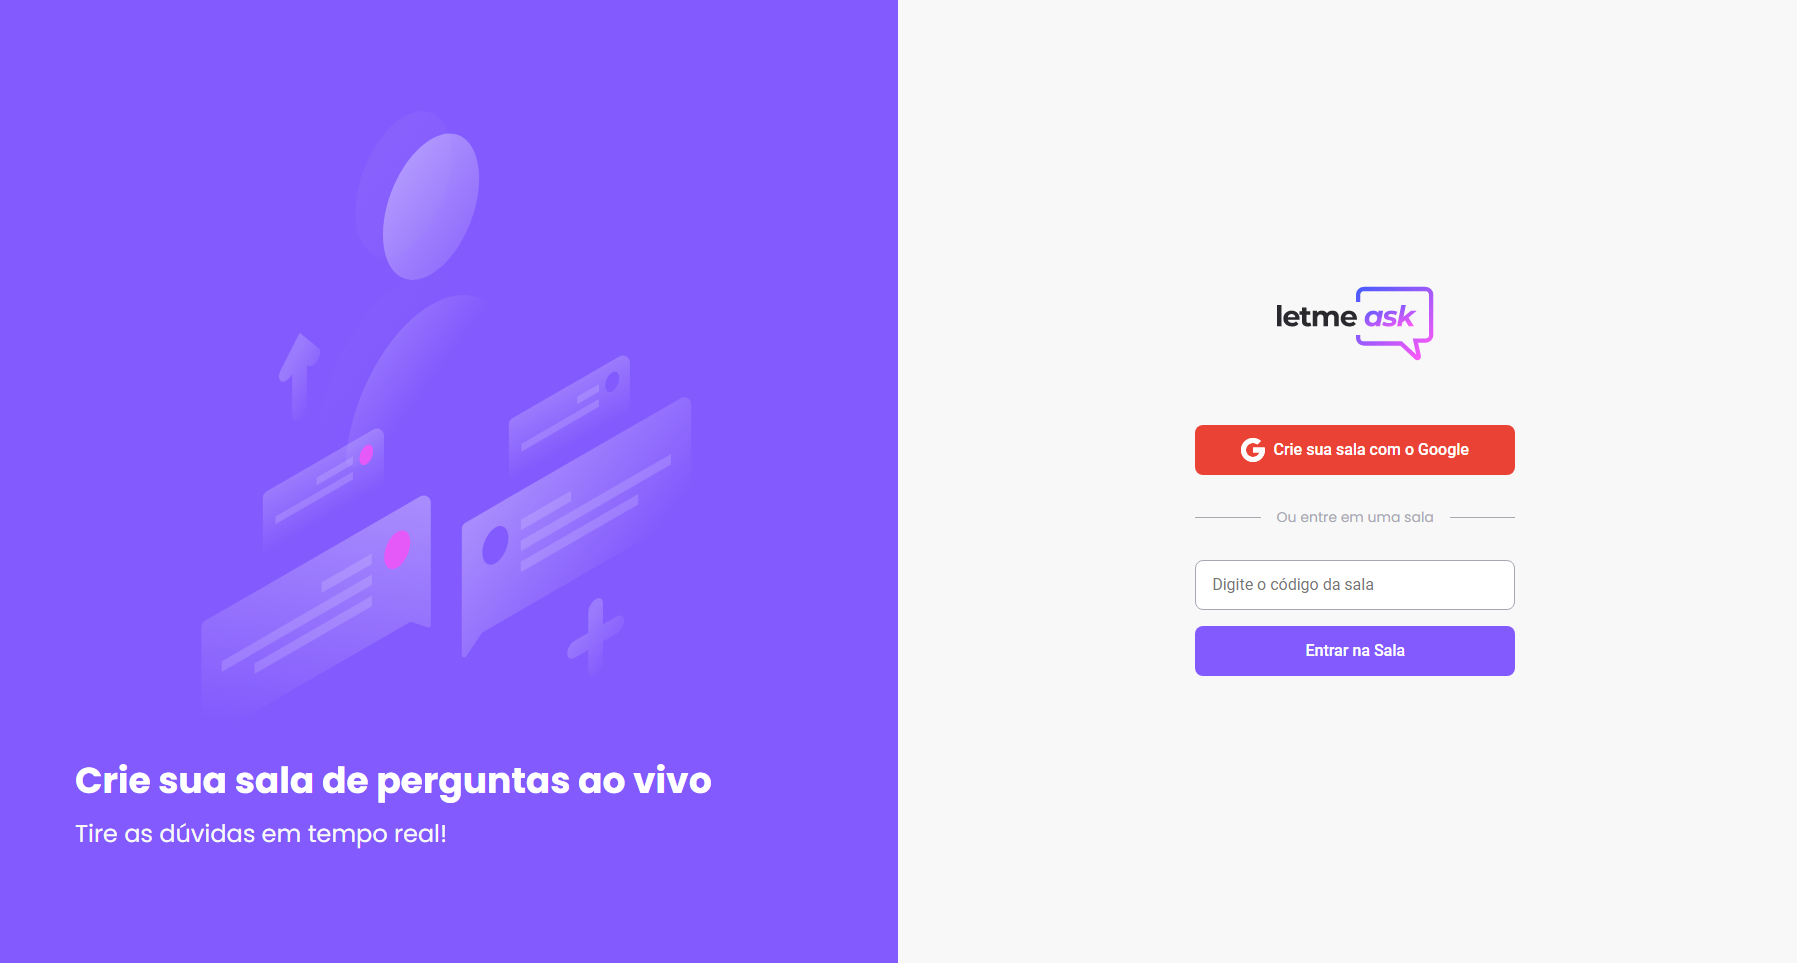 Crie sua sala de perguntas ao vivo
Tire as dúvidas em tempo real!
letme ask
Crie sua sala com o Google
Ou entre em uma sala
Digite o código da sala
Entrar na Sala